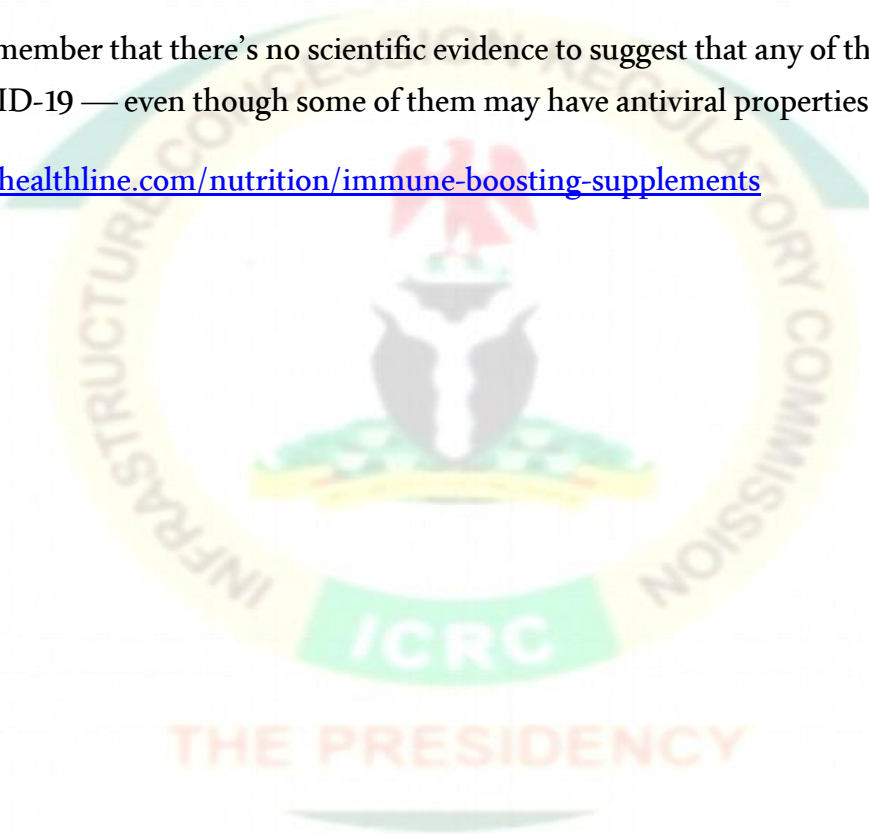 member that there's no scientific evidence to suggest that any of th
ID-19 — even though some of them may have antiviral properties
healthline.com/nutrition/immune-boosting-supplements
INFRASTRUCTURE CONCESSION REGULATORY COMMISSION
ICRC
THE PRESIDENCY